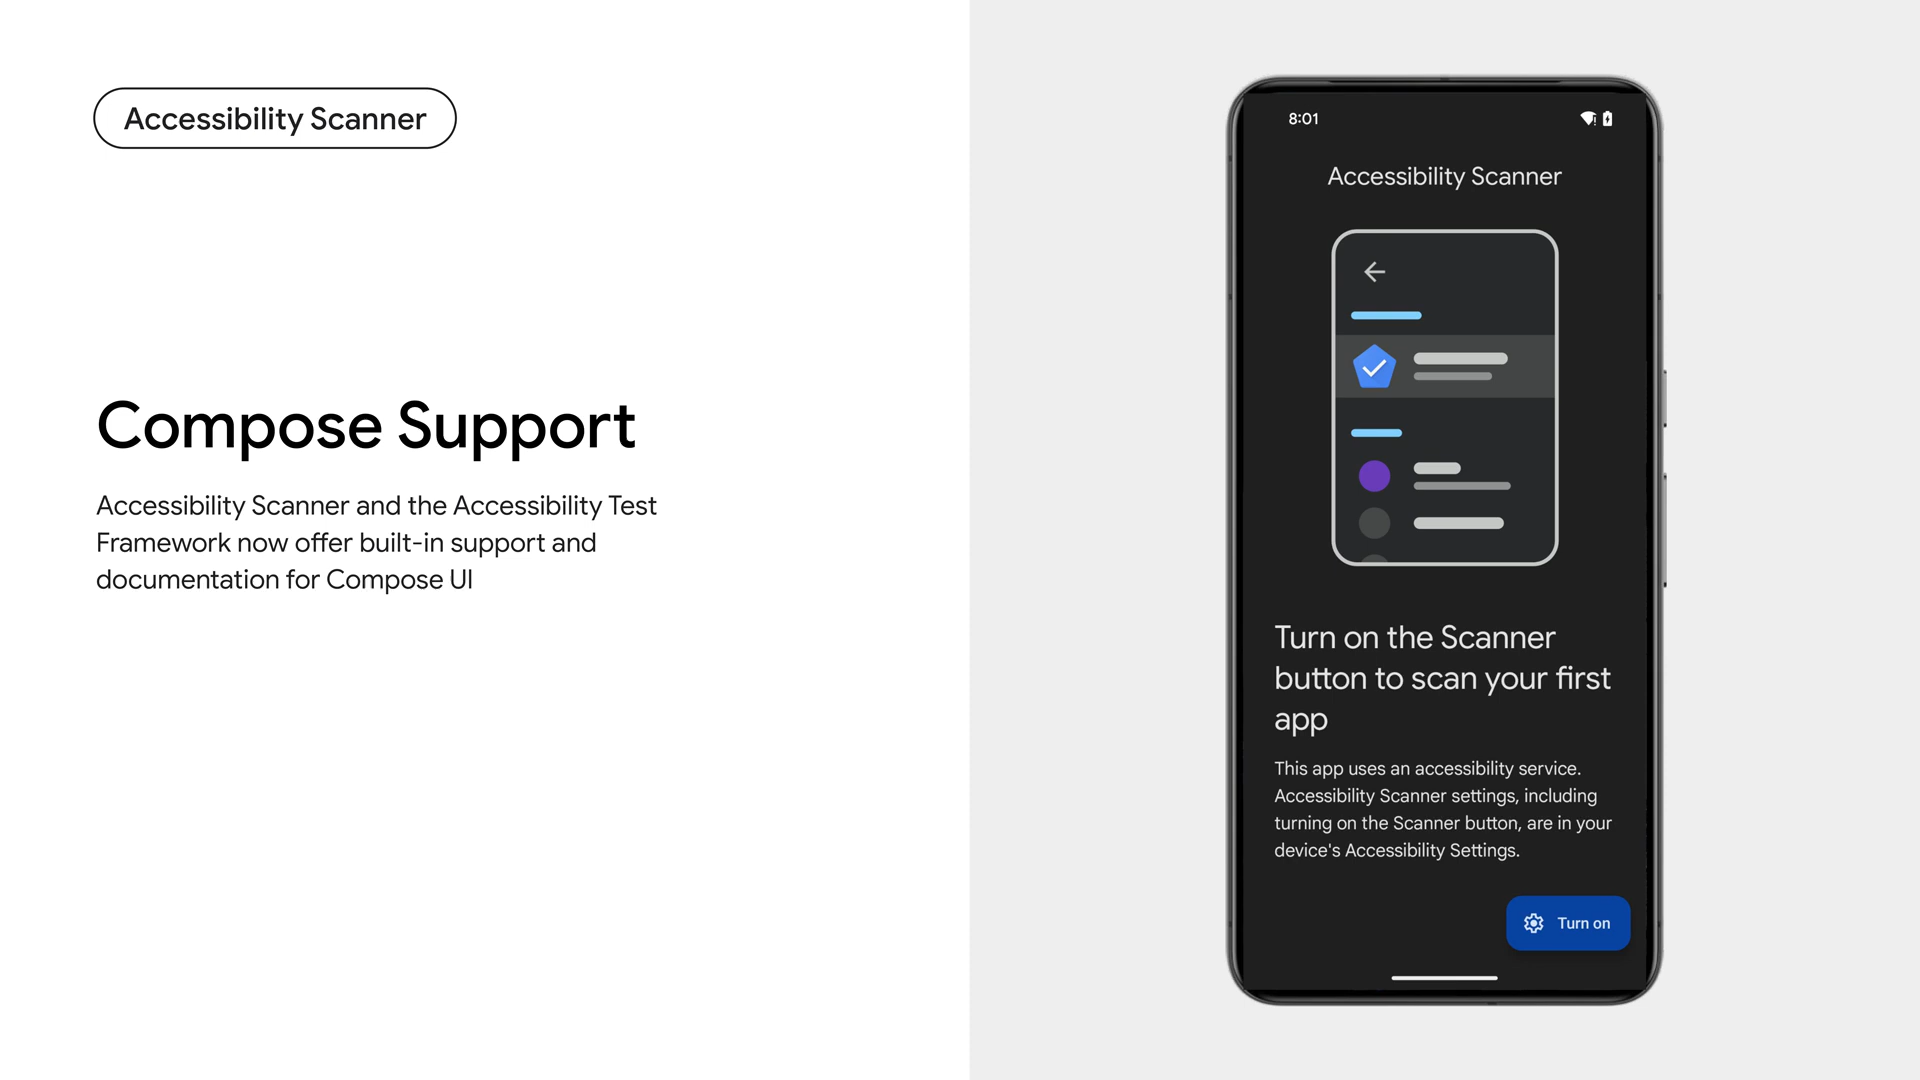 Accessibility Scanner
Compose Support
Accessibility Scanner and the Accessibility Test
Framework now offer built-in support and
documentation for Compose UI
8:01
Accessibility Scanner
Turn on the Scanner
button to scan your first
app
This app uses an accessibility service.
Accessibility Scanner settings, including
turning on the Scanner button, are in your
device's Accessibility Settings.
Turn on